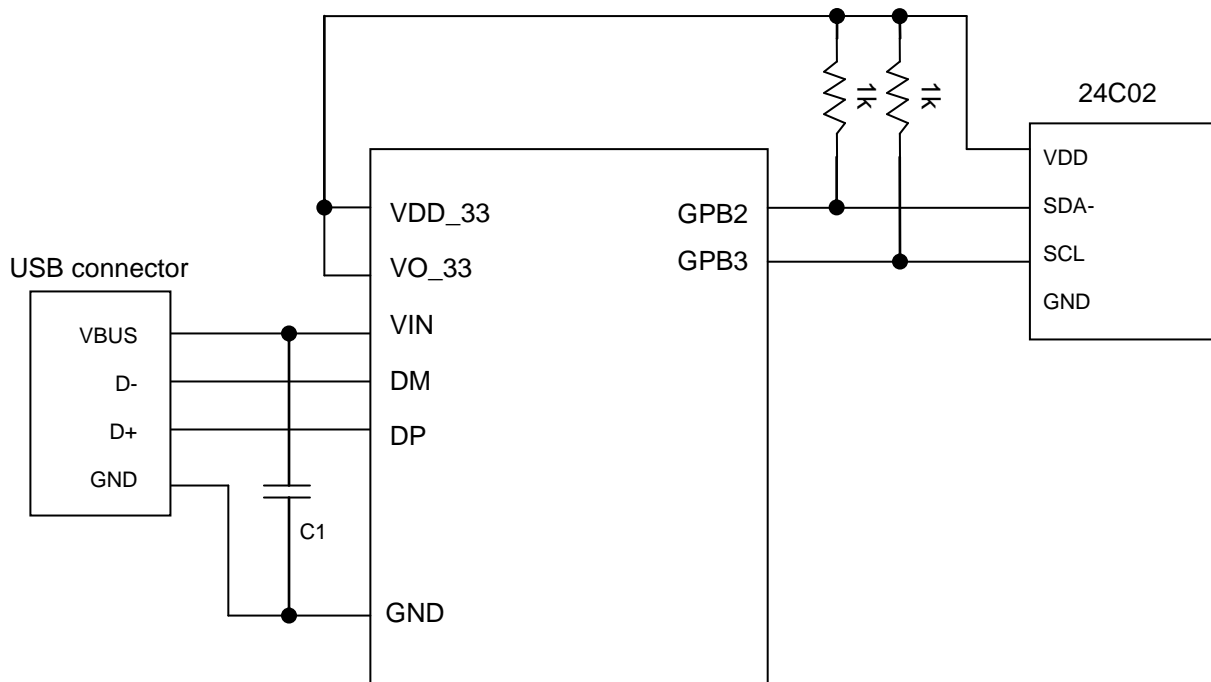 1k
1k
24C02
VDD
SDA-
SCL
GND
VDD_33
VO_33
VIN
DM
DP
GND
GPB2
GPB3
USB connector
VBUS
D-
D+
GND
C1